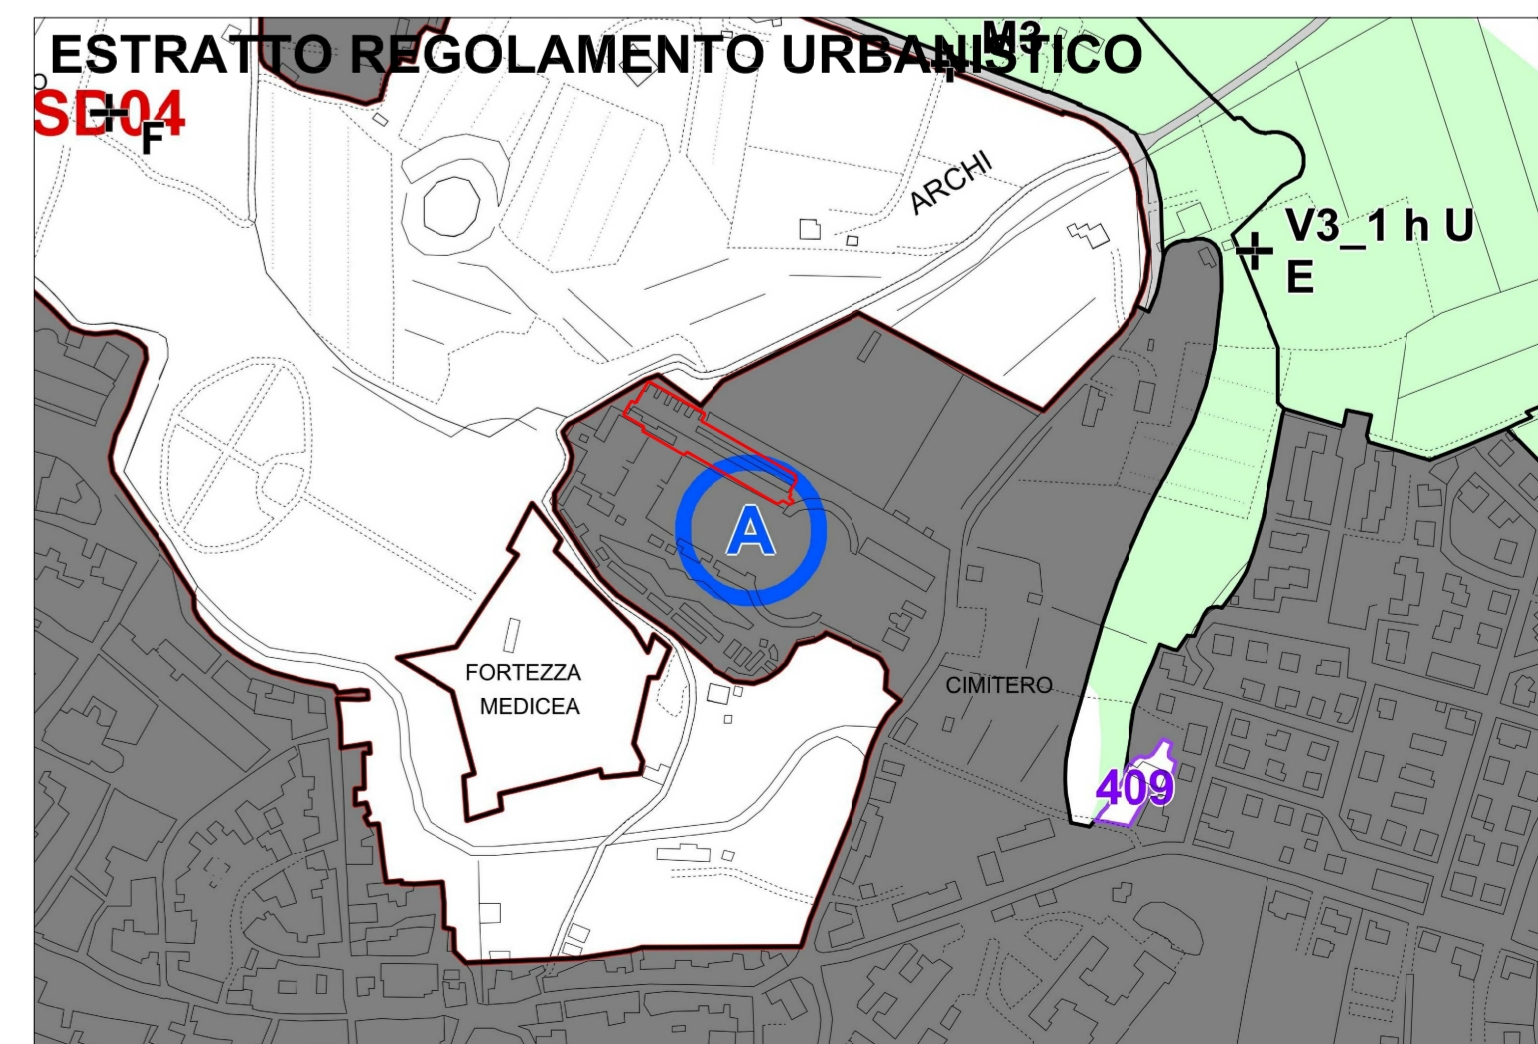 ESTRATTO REGOLAMENTO URBANISTICO
M3
SD04
F
ARCHI
V3_1 h U
E
A
FORTEZZA
MEDICEA
CIMITERO
409